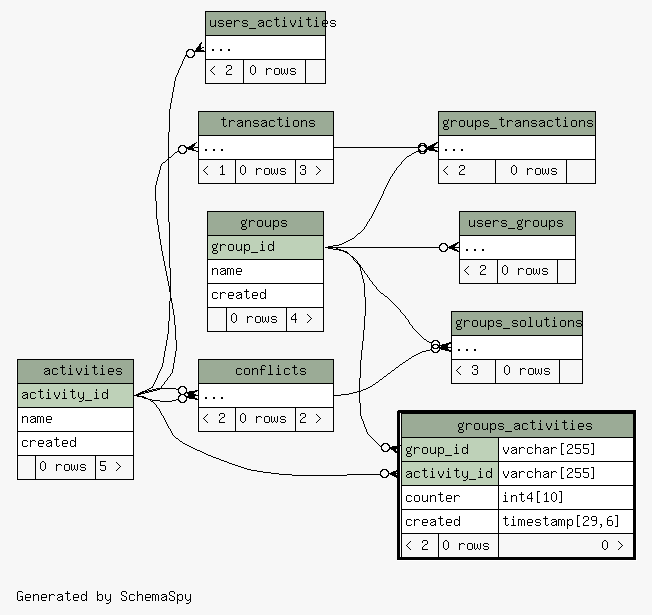 users_activities
...
< 2 0 rows
transactions
...
< 1 0 rows 3 >
groups_transactions
...
< 2 0 rows
groups
group_id
name
created
0 rows 4 >
users_groups
...
< 2 0 rows
groups_solutions
...
< 3 0 rows
activities
activity_id
name
created
0 rows 5 >
conflicts
...
< 2 0 rows 2 >
groups_activities
group_id varchar[255]
activity_id varchar[255]
counter int4[10]
created timestamp[29,6]
< 2 0 rows 0 >
Generated by SchemaSpy